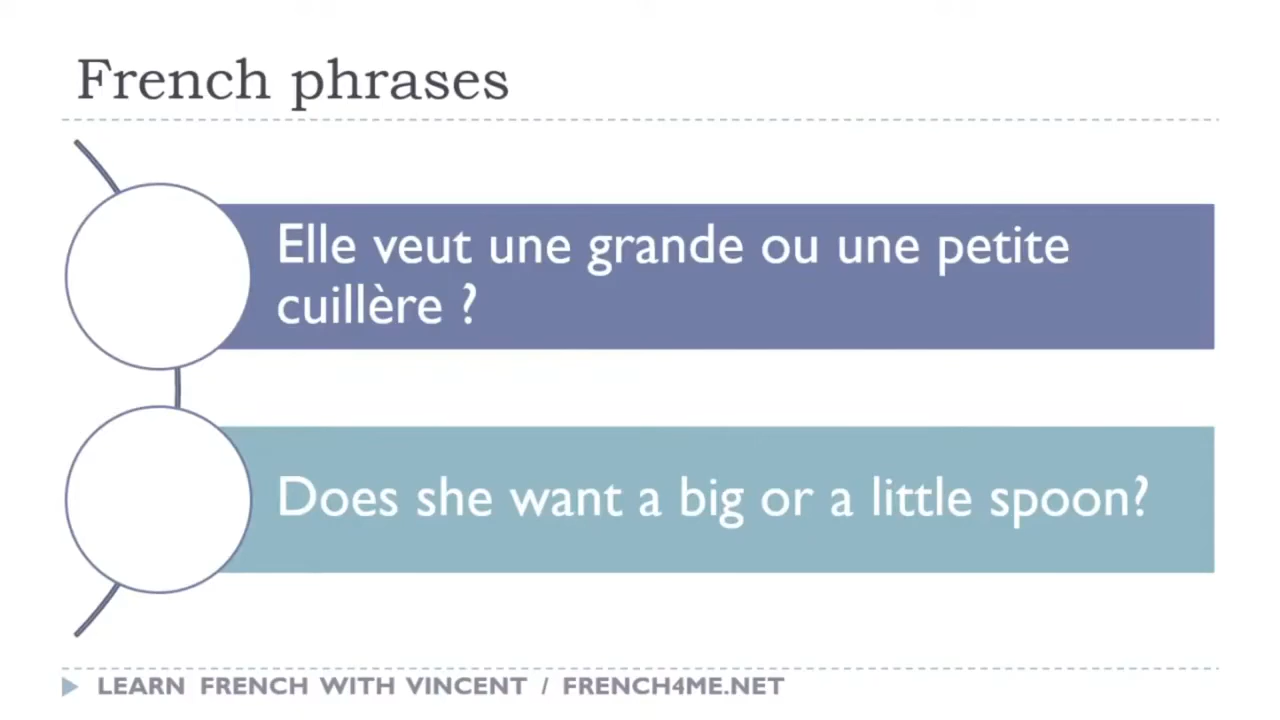 French phrases
Elle veut une grande ou une petite
cuillère ?
Does she want a big or a little spoon?
LEARN FRENCH WITH VINCENT / FRENCH4ME.NET